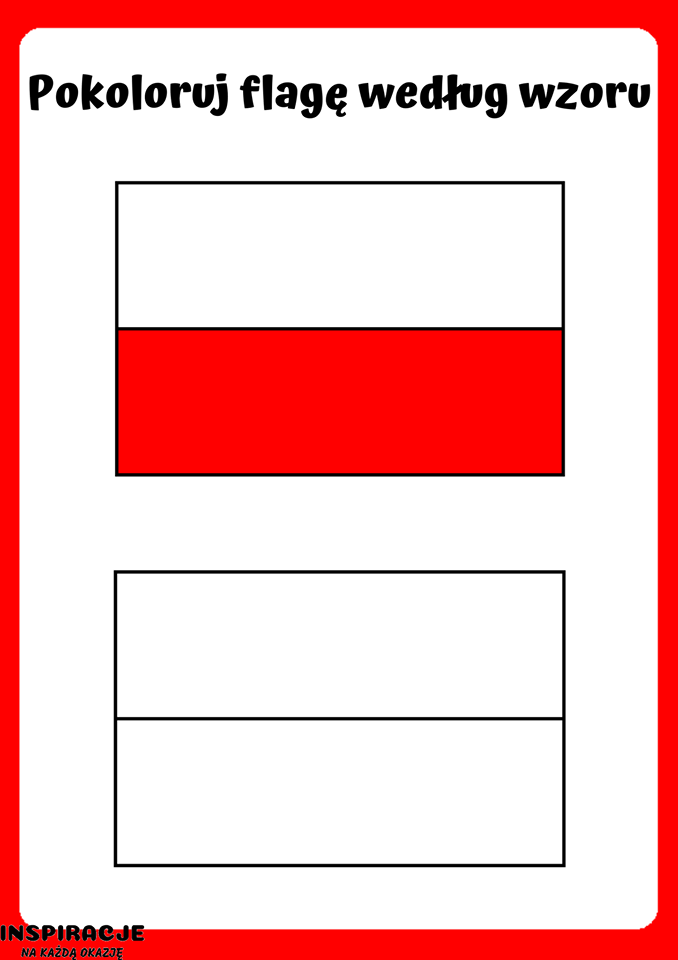 Pokoloruj flagę według wzoru
INSPIRACJE
NA KAŻDĄ OKAZJĘ